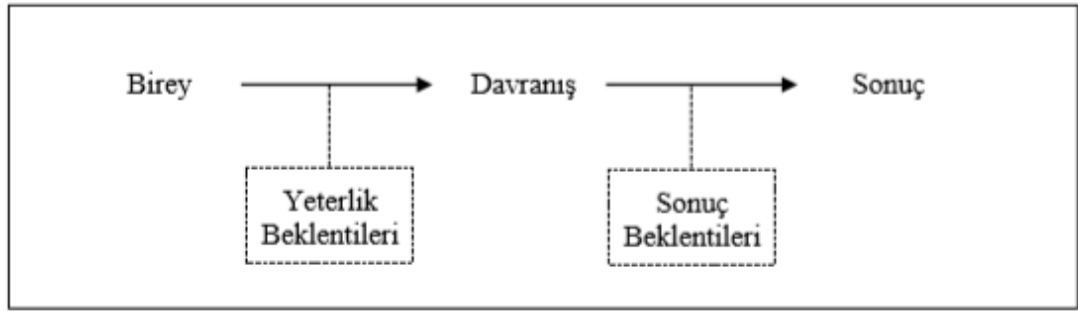 Birey Davranış Sonuç
Yeterlik
Beklentileri
Sonuç
Beklentileri